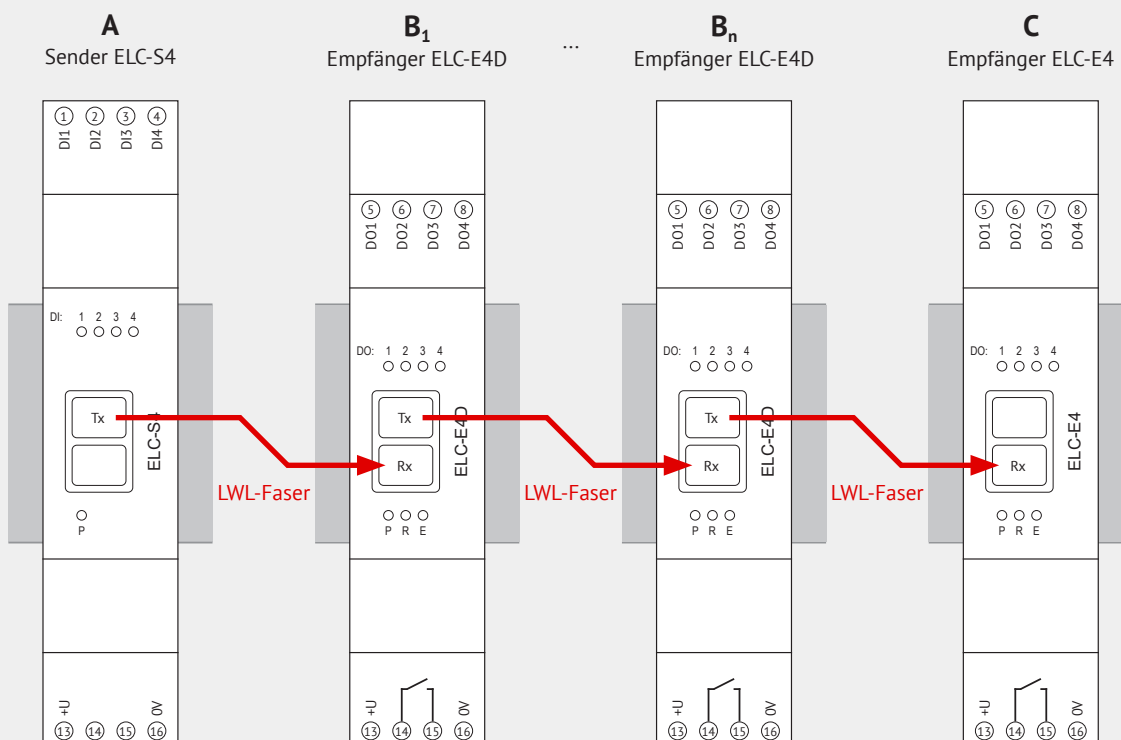 A
Sender ELC-S4
B₁
Empfänger ELC-E4D
...
Bₙ
Empfänger ELC-E4D
C
Empfänger ELC-E4
1 2 3 4
DI1 DI2 DI3 DI4
5 6 7 8
DO1 DO2 DO3 DO4
5 6 7 8
DO1 DO2 DO3 DO4
5 6 7 8
DO1 DO2 DO3 DO4
DI: 1 2 3 4
DO: 1 2 3 4
DO: 1 2 3 4
DO: 1 2 3 4
Tx
ELC-S4
Tx
Rx
ELC-E4D
Tx
Rx
ELC-E4D
Rx
ELC-E4
LWL-Faser
LWL-Faser
LWL-Faser
P
P R E
P R E
P R E
+U 0V
13 14 15 16
+U 0V
13 14 15 16
+U 0V
13 14 15 16
+U 0V
13 14 15 16